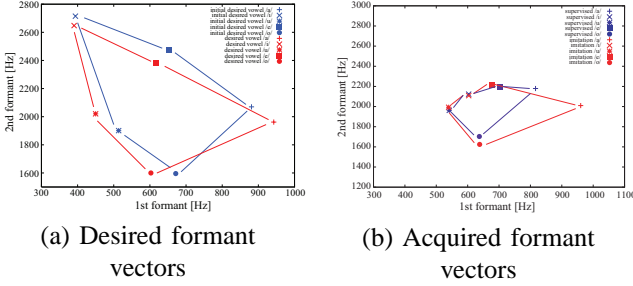 2nd formant [Hz]
2800
2600
2400
2200
2000
1800
1600
300 400 500 600 700 800 900 1000
1st formant [Hz]
initial desired vowel /a/
initial desired vowel /i/
initial desired vowel /u/
initial desired vowel /e/
initial desired vowel /o/
desired vowel /a/
desired vowel /i/
desired vowel /u/
desired vowel /e/
desired vowel /o/
(a) Desired formant
vectors
2nd formant [Hz]
3000
2800
2600
2400
2200
2000
1800
1600
1400
1200
300 400 500 600 700 800 900 1000 1100
1st formant [Hz]
supervised /a/
supervised /i/
supervised /u/
supervised /e/
supervised /o/
imitation /a/
imitation /i/
imitation /u/
imitation /e/
imitation /o/
(b) Acquired formant
vectors